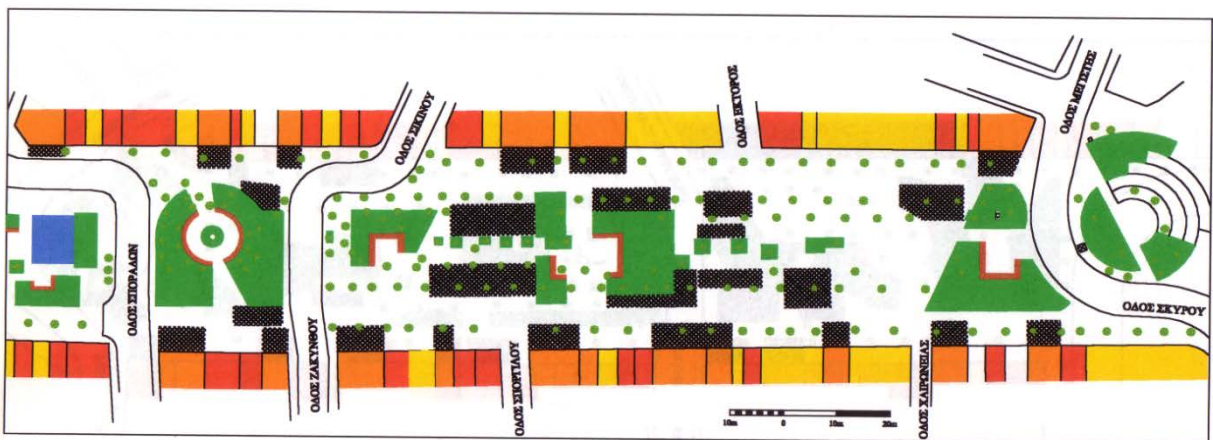 ΟΔΟΣ ΣΠΟΡΑΔΩΝ
ΟΔΟΣ ΣΙΚΙΝΟΥ
ΟΔΟΣ ΖΑΚΥΝΘΟΥ
ΟΔΟΣ ΣΠΟΡΓΙΛΟΥ
ΟΔΟΣ ΕΚΤΟΡΟΣ
ΟΔΟΣ ΧΑΙΡΩΝΕΙΑΣ
ΟΔΟΣ ΜΕΓΙΣΤΗΣ
ΟΔΟΣ ΣΚΥΡΟΥ
10m 0 10m 20m